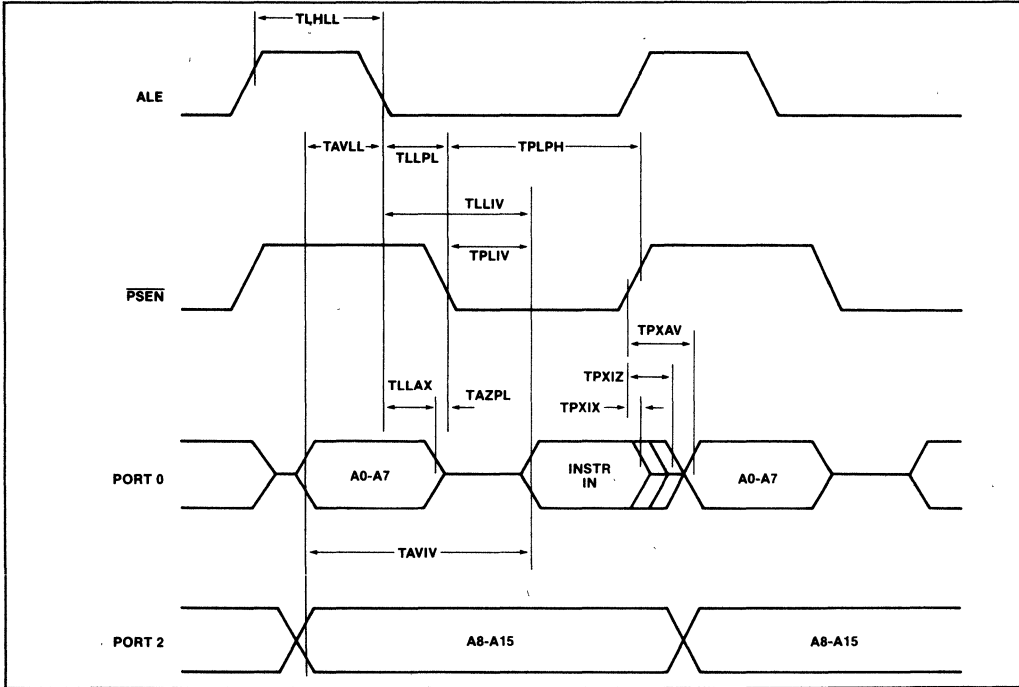 TLHLL
ALE
TAVLL
TLLPL
TPLPH
TLLIV
TPLIV
PSEN
TPXAV
TPXIZ
TLLAX
TAZPL
TPXIX
PORT 0
A0-A7
INSTR
IN
A0-A7
TAVIV
PORT 2
A8-A15
A8-A15